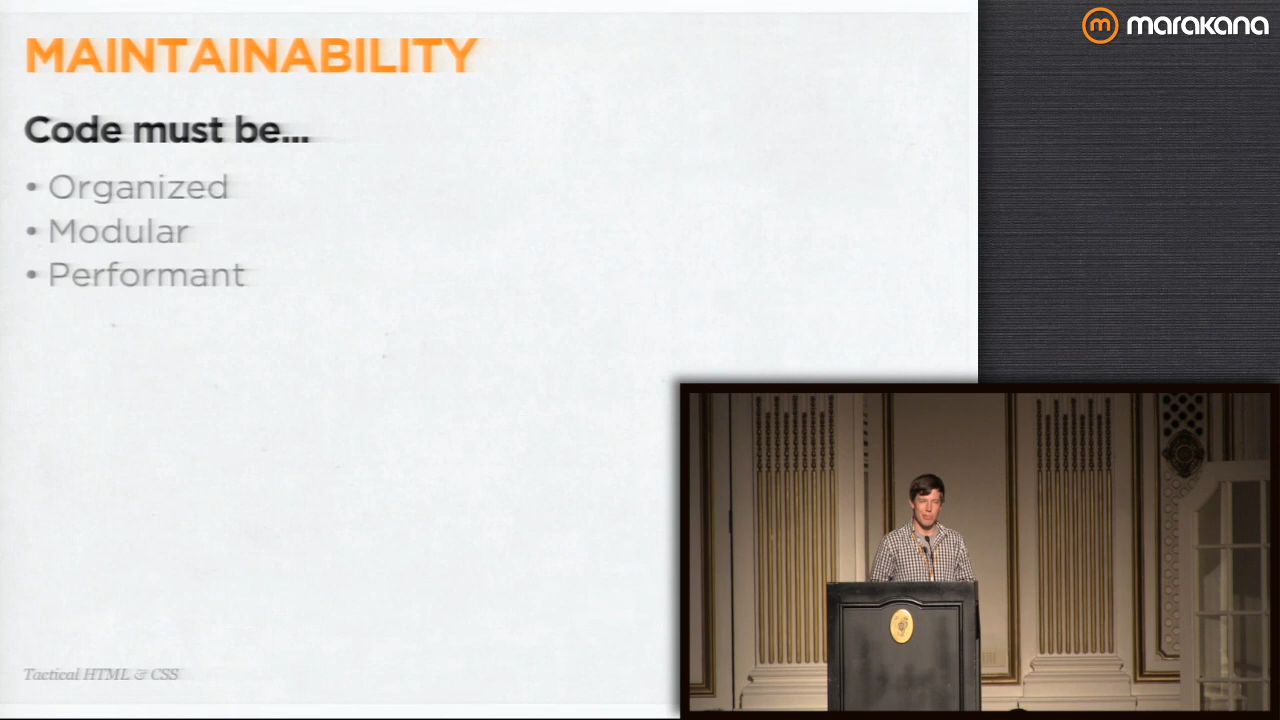 MAINTAINABILITY
Code must be...
• Organized
• Modular
• Performant
Tactical HTML & CSS
m marakana